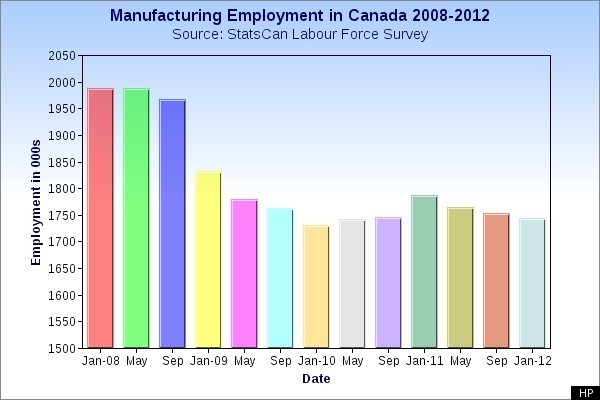 Manufacturing Employment in Canada 2008-2012
Source: StatsCan Labour Force Survey
Employment in 000s
2050
2000
1950
1900
1850
1800
1750
1700
1650
1600
1550
1500
Jan-08 May Sep Jan-09 May Sep Jan-10 May Sep Jan-11 May Sep Jan-12
Date
HP